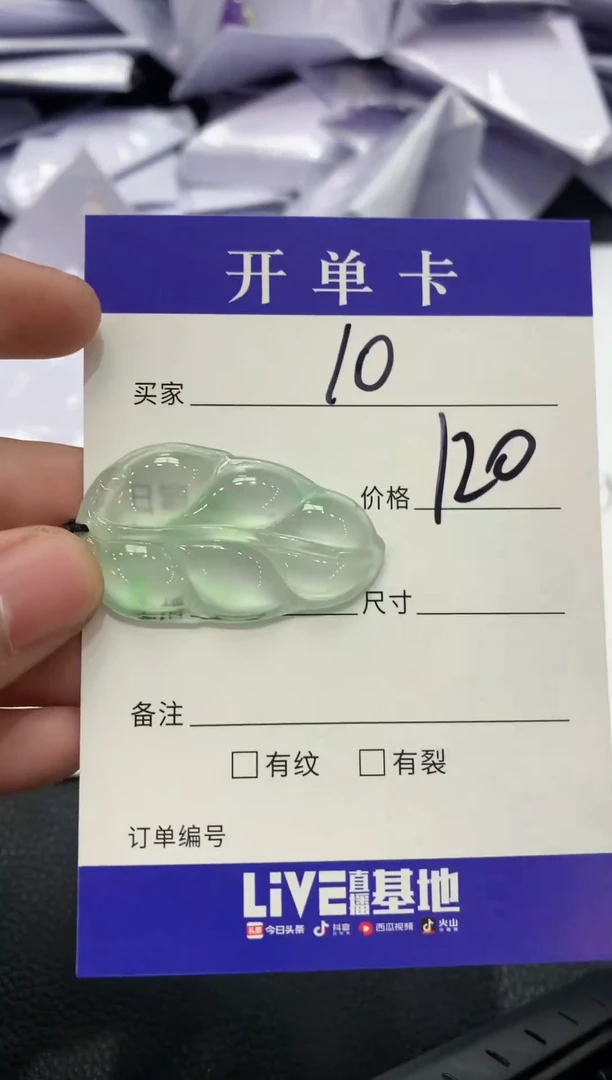 开单卡
买家 10
价格 120
尺寸
备注
□有纹 □有裂
订单编号
LiVE直播基地
头条 今日头条 抖音 西瓜视频 火山